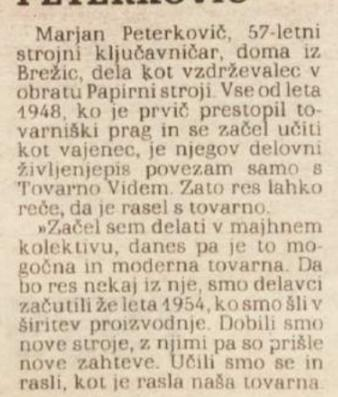 PETERKOVIČ
Marjan Peterkovič, 57-letni
strojni ključavničar, doma iz
Brežic, dela kot vzdrževalec v
obratu Papirni stroji. Vse od leta
1948, ko je prvič prestopil to-
varniški prag in se začel učiti
kot vajenec, je njegov delovni
življenjepis povezam samo s
Tovarno Videm. Zato res lahko
reče, da je rasel s tovarno.
»Začel sem delati v majhnem
kolektivu, danes pa je to mo-
gočna in moderna tovarna. Da
bo res nekaj iz nje, smo delavci
začutili že leta 1954, ko smo šli v
širitev proizvodnje. Dobili smo
nove stroje, z njimi pa so prišle
nove zahteve. Učili smo se in
rasli, kot je rasla naša tovarna.